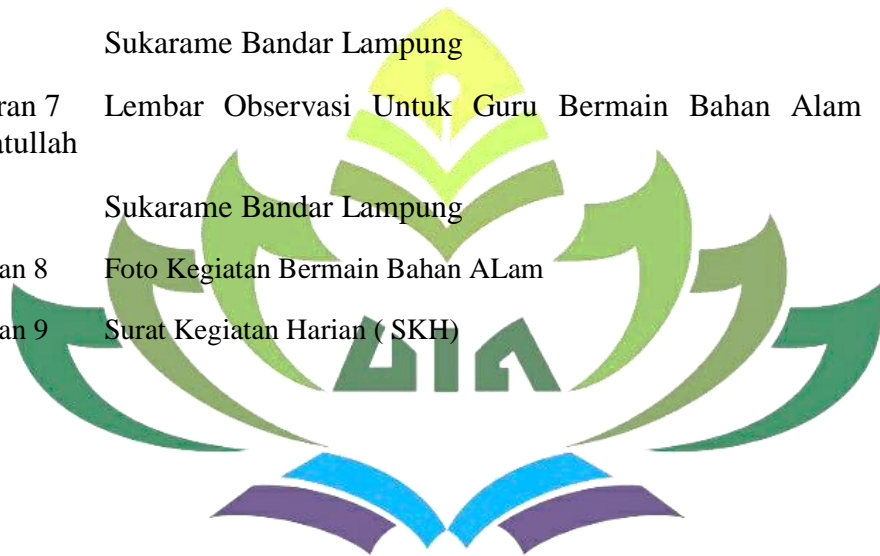 Sukarame Bandar Lampung
ran 7 Lembar Observasi Untuk Guru Bermain Bahan Alam
atullah
Sukarame Bandar Lampung
an 8 Foto Kegiatan Bermain Bahan ALam
an 9 Surat Kegiatan Harian ( SKH)
UIN